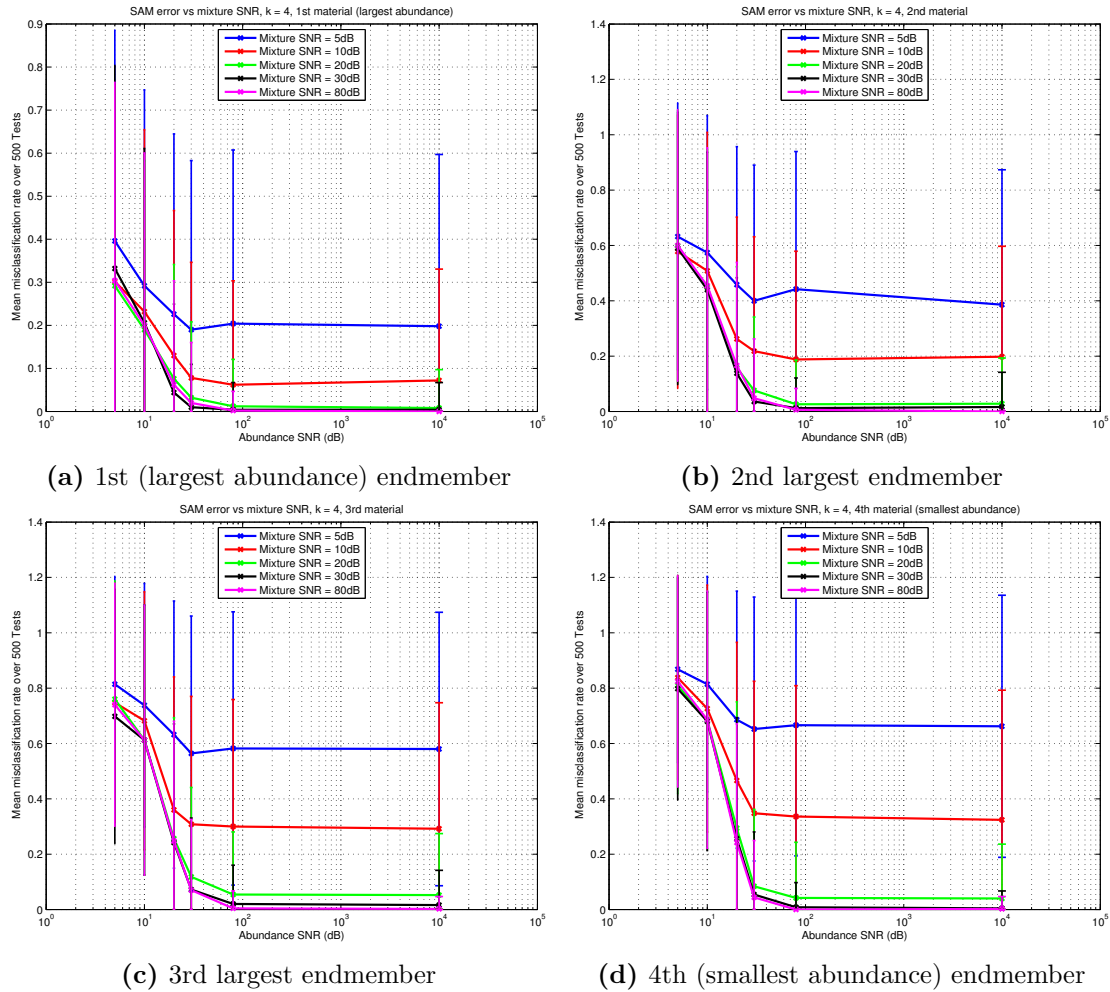 SAM error vs mixture SNR, k = 4, 1st material (largest abundance)
Mean misclassification rate over 500 Tests
0.9
0.8
0.7
0.6
0.5
0.4
0.3
0.2
0.1
0
Mixture SNR = 5dB
Mixture SNR = 10dB
Mixture SNR = 20dB
Mixture SNR = 30dB
Mixture SNR = 80dB
10^0 10^1 10^2 10^3 10^4 10^5
Abundance SNR (dB)
(a) 1st (largest abundance) endmember
SAM error vs mixture SNR, k = 4, 2nd material
Mean misclassification rate over 500 Tests
1.4
1.2
1
0.8
0.6
0.4
0.2
0
Mixture SNR = 5dB
Mixture SNR = 10dB
Mixture SNR = 20dB
Mixture SNR = 30dB
Mixture SNR = 80dB
10^0 10^1 10^2 10^3 10^4 10^5
Abundance SNR (dB)
(b) 2nd largest endmember
SAM error vs mixture SNR, k = 4, 3rd material
Mean misclassification rate over 500 Tests
1.4
1.2
1
0.8
0.6
0.4
0.2
0
Mixture SNR = 5dB
Mixture SNR = 10dB
Mixture SNR = 20dB
Mixture SNR = 30dB
Mixture SNR = 80dB
10^0 10^1 10^2 10^3 10^4 10^5
Abundance SNR (dB)
(c) 3rd largest endmember
SAM error vs mixture SNR, k = 4, 4th material (smallest abundance)
Mean misclassification rate over 500 Tests
1.4
1.2
1
0.8
0.6
0.4
0.2
0
Mixture SNR = 5dB
Mixture SNR = 10dB
Mixture SNR = 20dB
Mixture SNR = 30dB
Mixture SNR = 80dB
10^0 10^1 10^2 10^3 10^4 10^5
Abundance SNR (dB)
(d) 4th (smallest abundance) endmember